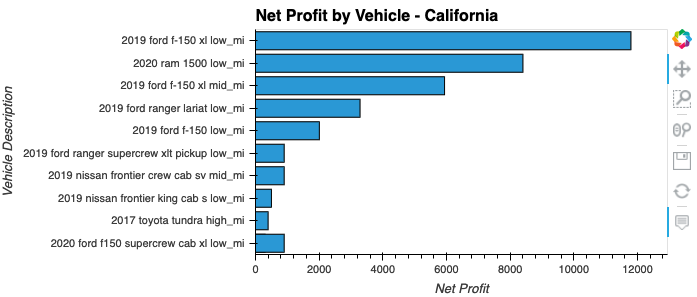 Net Profit by Vehicle - California
2019 ford f-150 xl low_mi
2020 ram 1500 low_mi
2019 ford f-150 xl mid_mi
2019 ford ranger lariat low_mi
2019 ford f-150 low_mi
2019 ford ranger supercrew xlt pickup low_mi
2019 nissan frontier crew cab sv mid_mi
2019 nissan frontier king cab s low_mi
2017 toyota tundra high_mi
2020 ford f150 supercrew cab xl low_mi
Vehicle Description
0 2000 4000 6000 8000 10000 12000
Net Profit